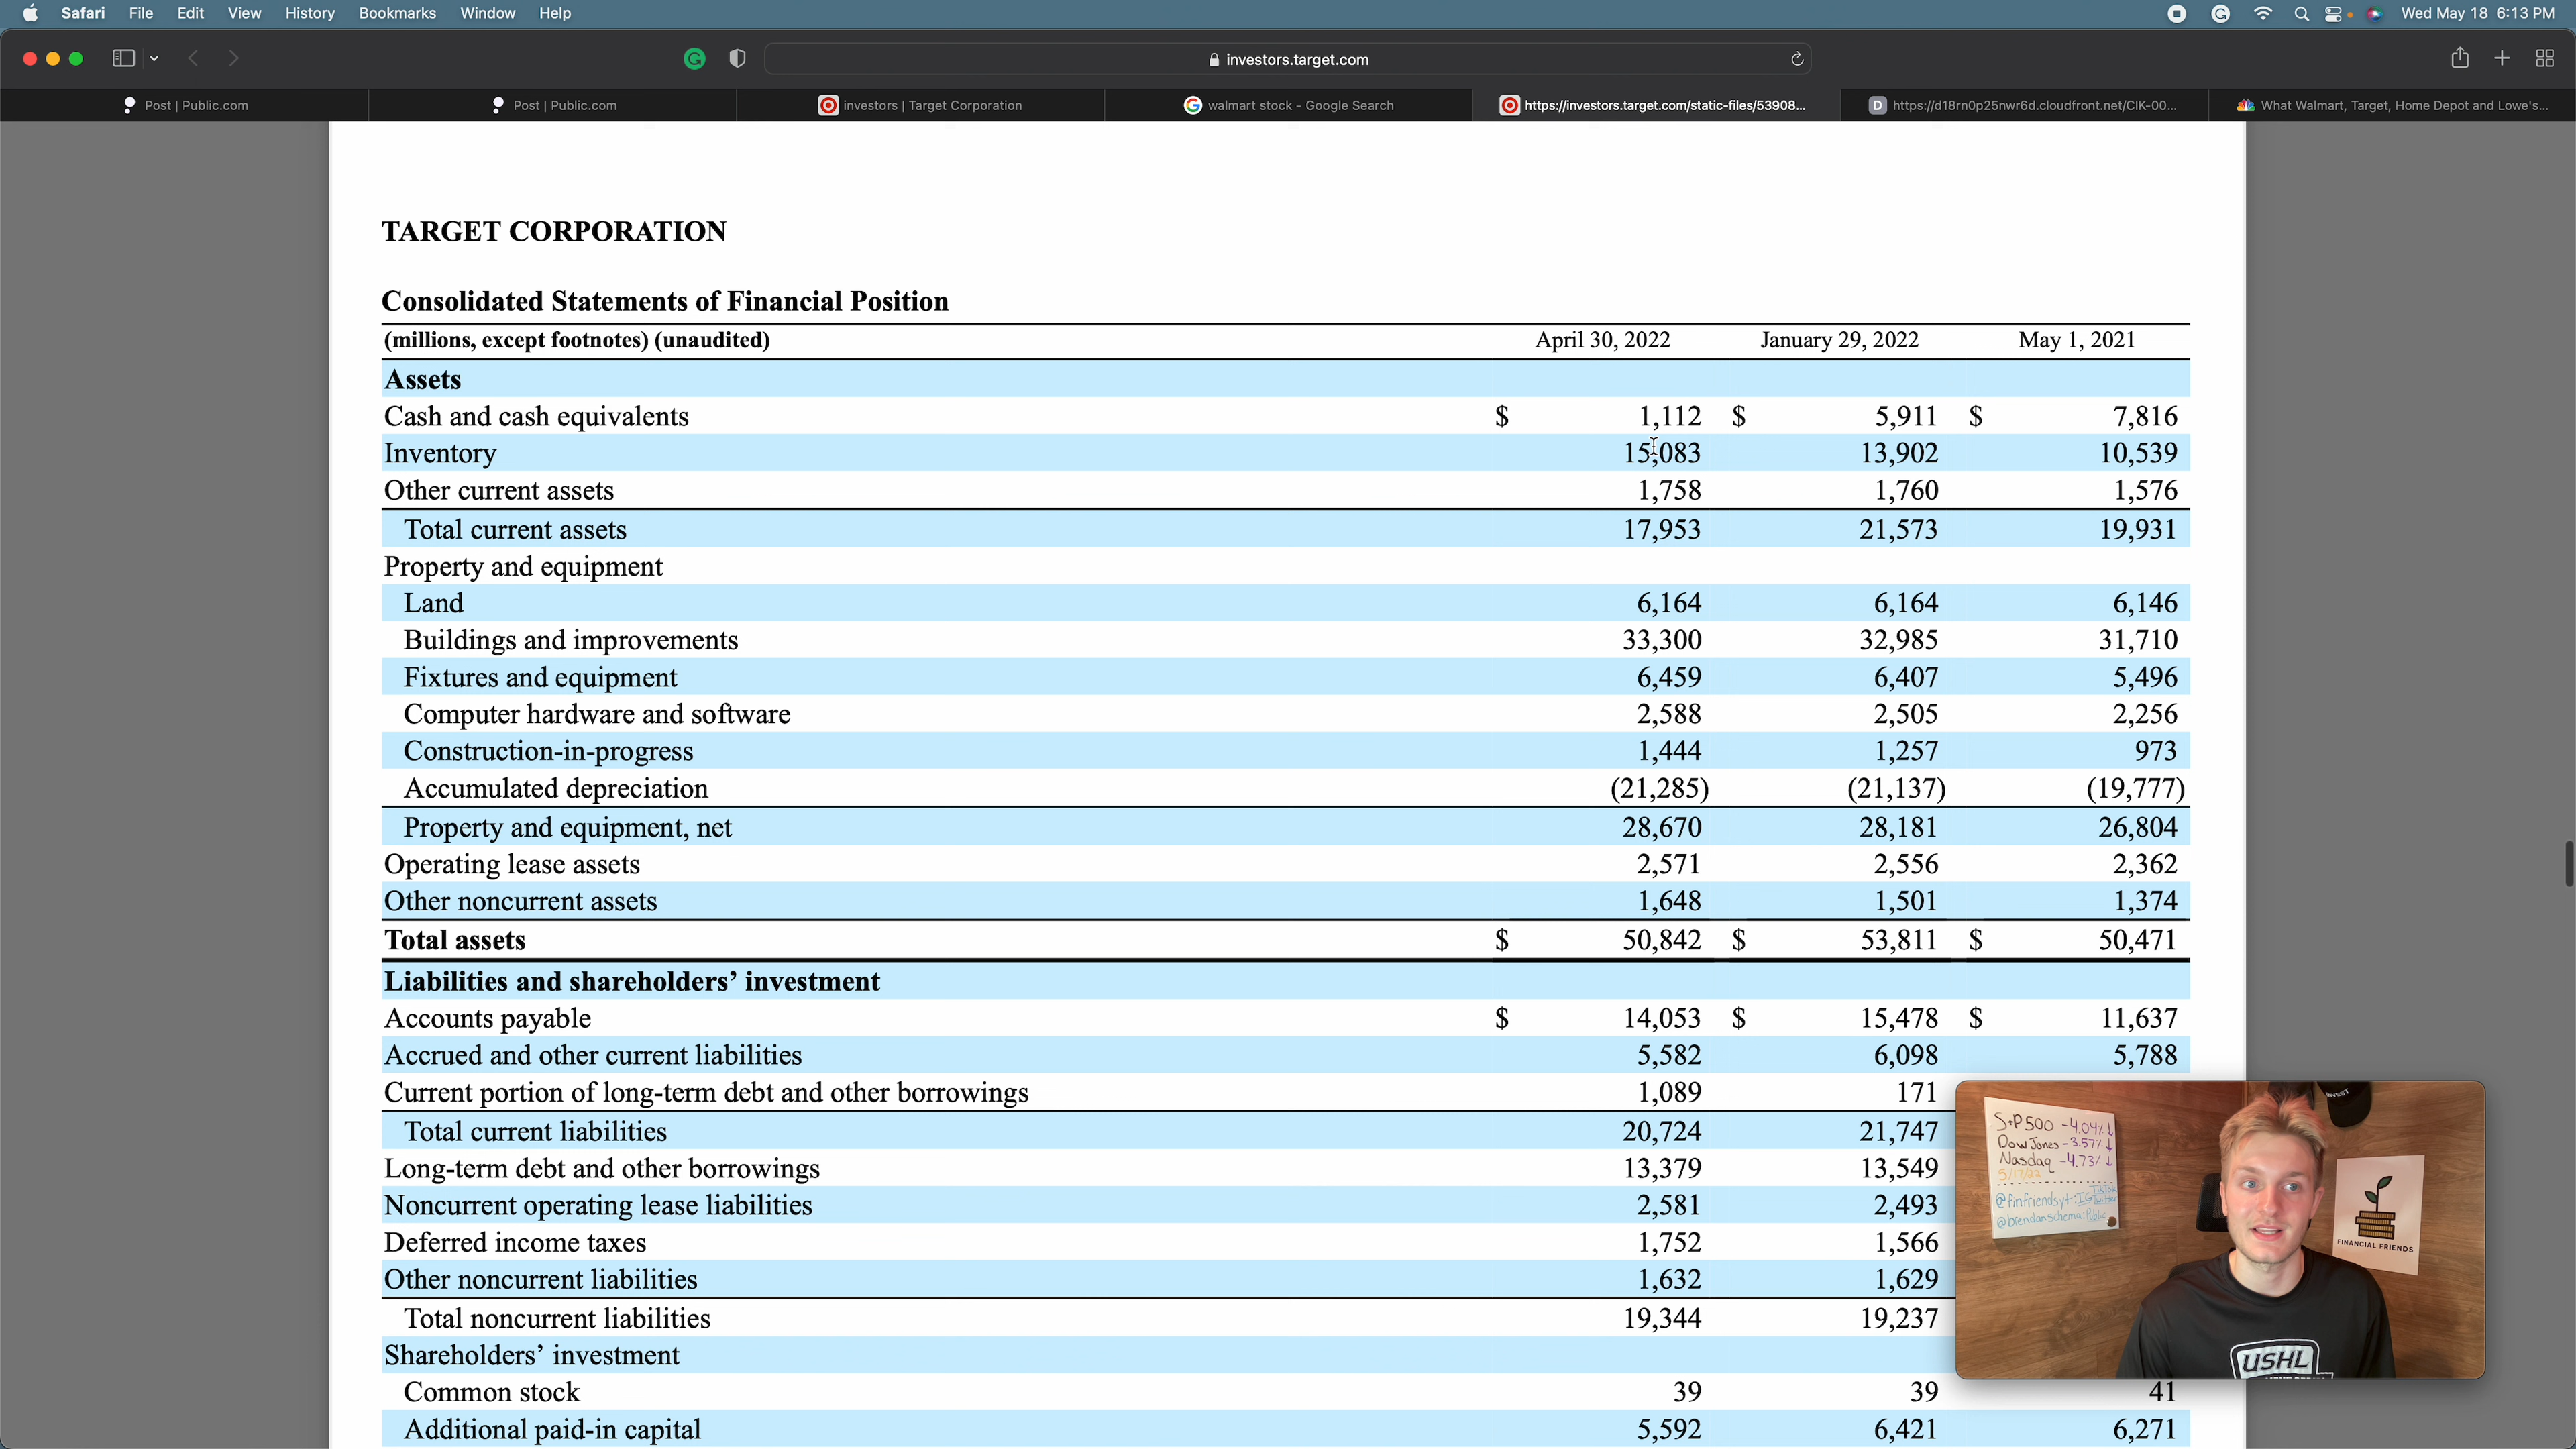 Safari File Edit View History Bookmarks Window Help Wed May 18 6:13 PM
investors.target.com
Post | Public.com Post | Public.com investors | Target Corporation walmart stock - Google Search https://investors.target.com/static-files/53908... D https://d18rn0p25nwr6d.cloudfront.net/CIK-00... What Walmart, Target, Home Depot and Lowe's...
TARGET CORPORATION
Consolidated Statements of Financial Position
(millions, except footnotes) (unaudited) April 30, 2022 January 29, 2022 May 1, 2021
Assets
Cash and cash equivalents $ 1,112 $ 5,911 $ 7,816
Inventory 15,083 13,902 10,539
Other current assets 1,758 1,760 1,576
Total current assets 17,953 21,573 19,931
Property and equipment
Land 6,164 6,164 6,146
Buildings and improvements 33,300 32,985 31,710
Fixtures and equipment 6,459 6,407 5,496
Computer hardware and software 2,588 2,505 2,256
Construction-in-progress 1,444 1,257 973
Accumulated depreciation (21,285) (21,137) (19,777)
Property and equipment, net 28,670 28,181 26,804
Operating lease assets 2,571 2,556 2,362
Other noncurrent assets 1,648 1,501 1,374
Total assets $ 50,842 $ 53,811 $ 50,471
Liabilities and shareholders’ investment
Accounts payable $ 14,053 $ 15,478 $ 11,637
Accrued and other current liabilities 5,582 6,098 5,788
Current portion of long-term debt and other borrowings 1,089 171
Total current liabilities 20,724 21,747
Long-term debt and other borrowings 13,379 13,549
Noncurrent operating lease liabilities 2,581 2,493
Deferred income taxes 1,752 1,566
Other noncurrent liabilities 1,632 1,629
Total noncurrent liabilities 19,344 19,237
Shareholders’ investment
Common stock 39 39 41
Additional paid-in capital 5,592 6,421 6,271
S+P 500 -4.04% ↓
Dow Jones -3.57% ↓
Nasdaq -4.73% ↓
5/17/22
@finfriendsyt:IG
@brendanschema:Public
FINANCIAL FRIENDS
USHL